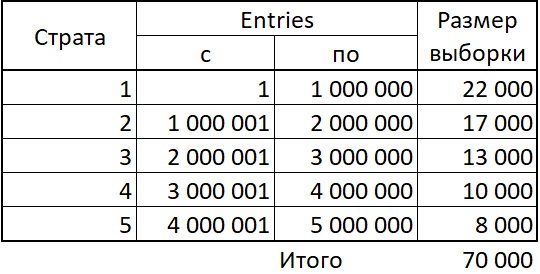 Страта Entries Размер выборки
с по
1 1 1 000 000 22 000
2 1 000 001 2 000 000 17 000
3 2 000 001 3 000 000 13 000
4 3 000 001 4 000 000 10 000
5 4 000 001 5 000 000 8 000
Итого 70 000